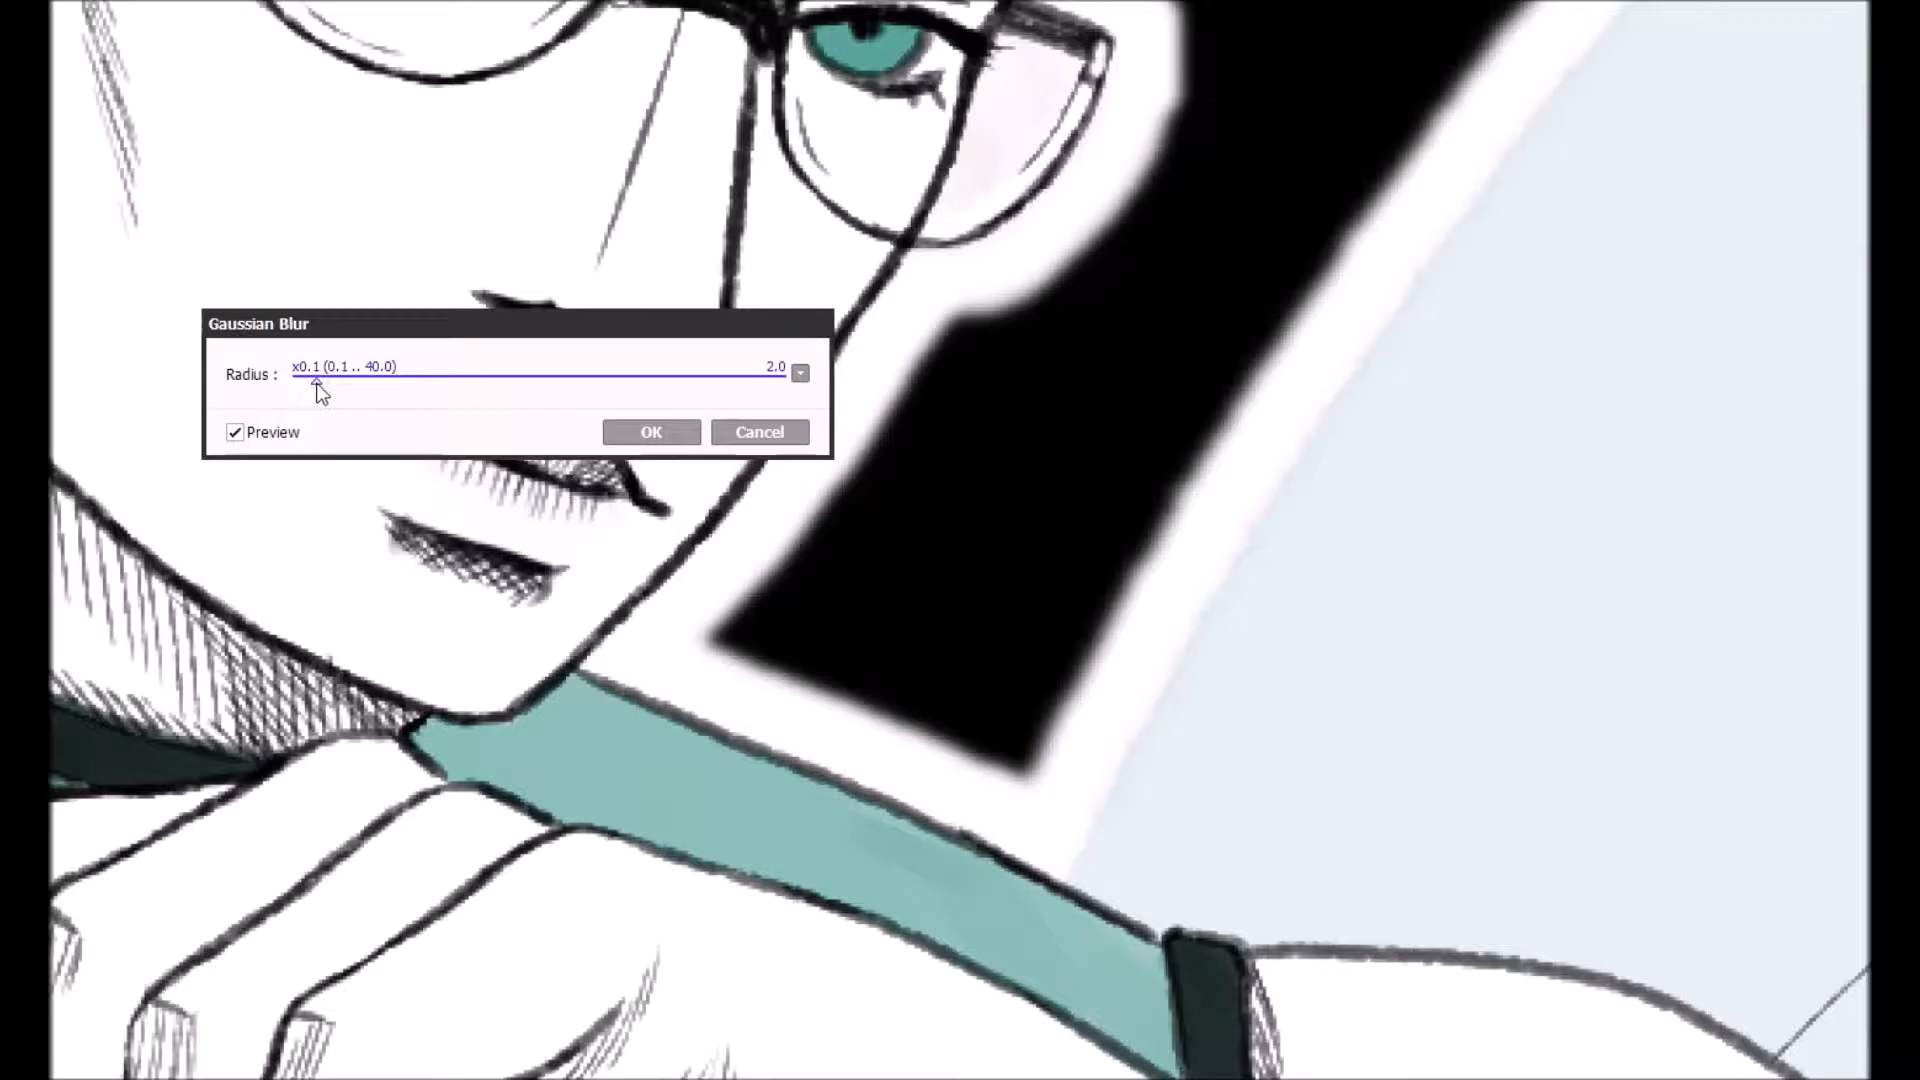 Gaussian Blur
Radius : x0.1 (0.1 .. 40.0) 2.0
Preview OK Cancel